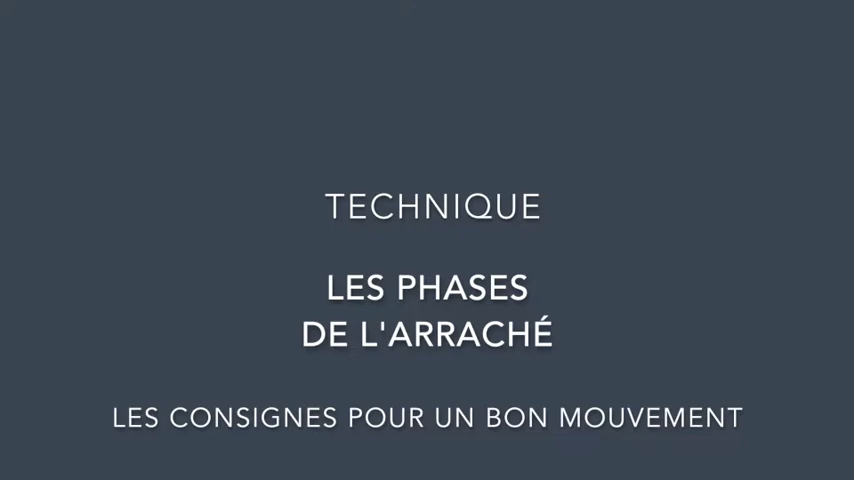 TECHNIQUE
LES PHASES
DE L'ARRACHÉ
LES CONSIGNES POUR UN BON MOUVEMENT